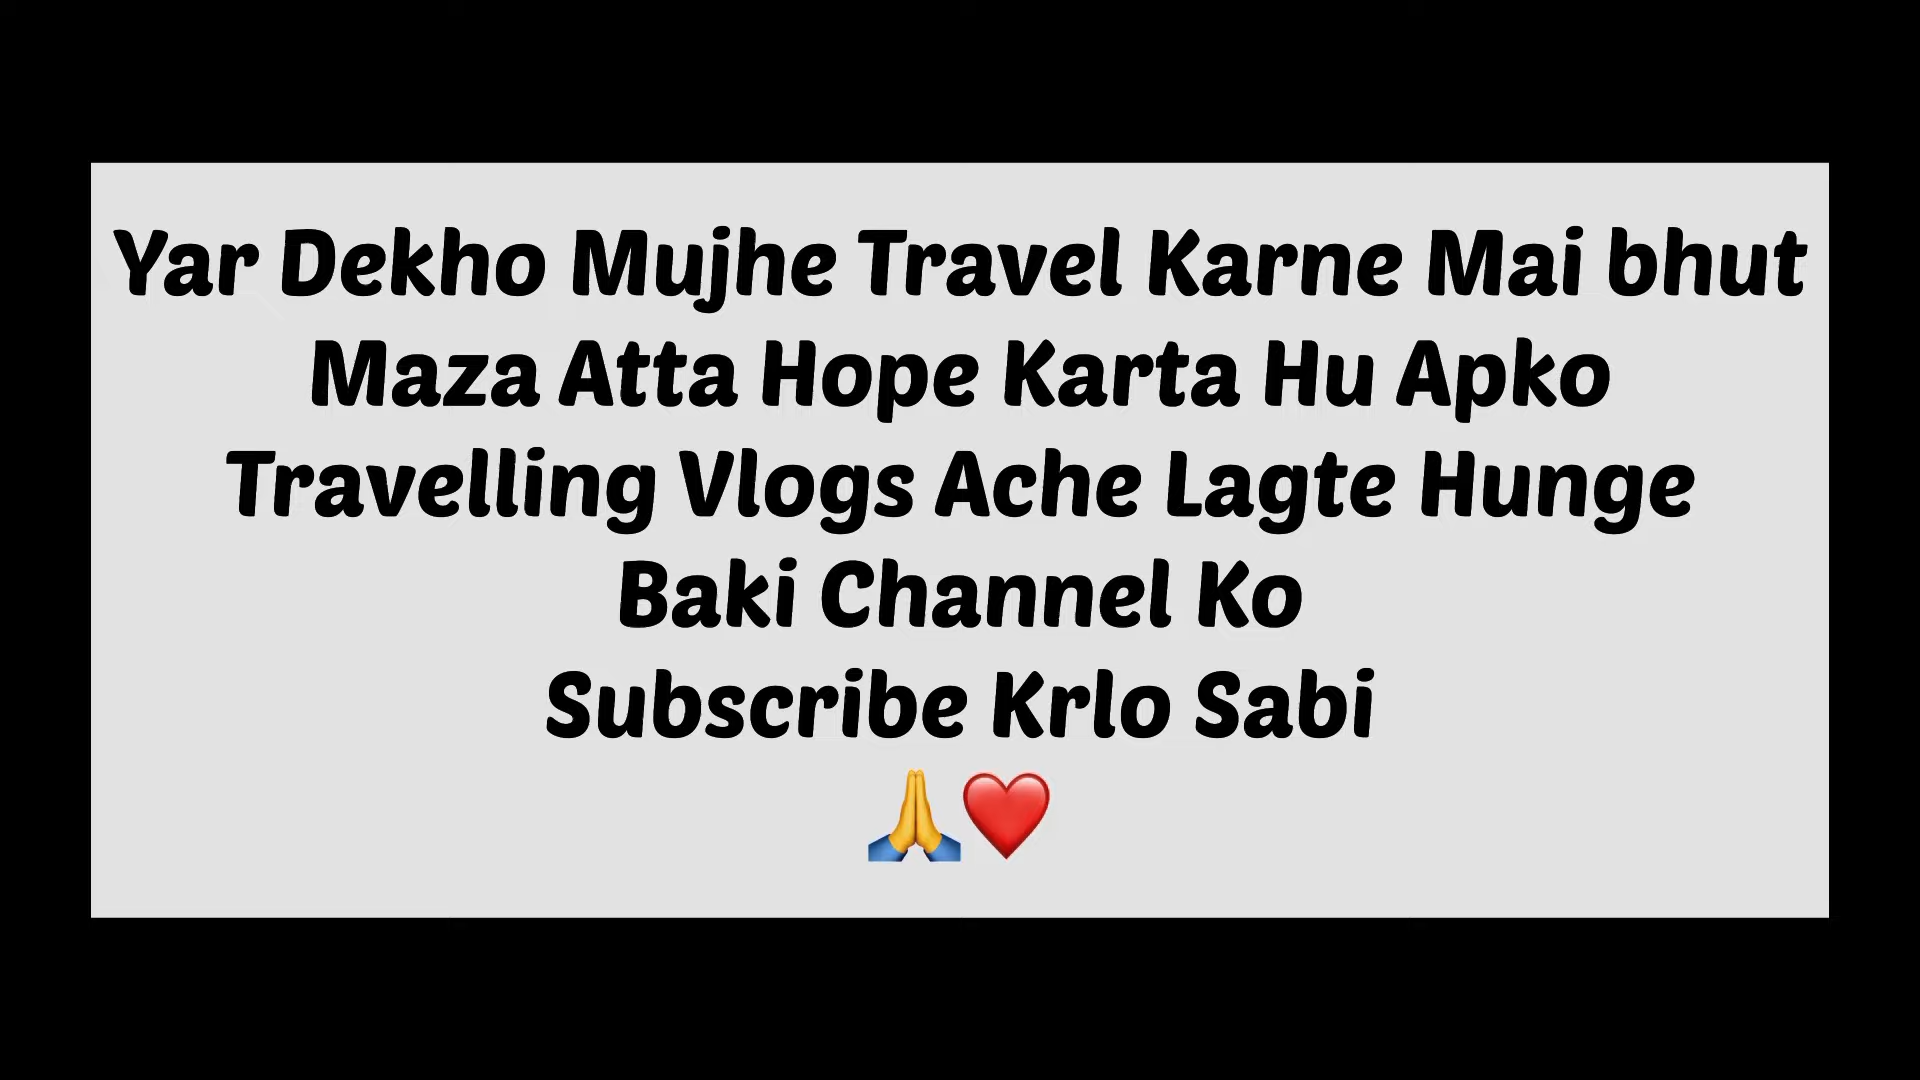 Yar Dekho Mujhe Travel Karne Mai bhut
Maza Atta Hope Karta Hu Apko
Travelling Vlogs Ache Lagte Hunge
Baki Channel Ko
Subscribe Krlo Sabi
🙏❤️